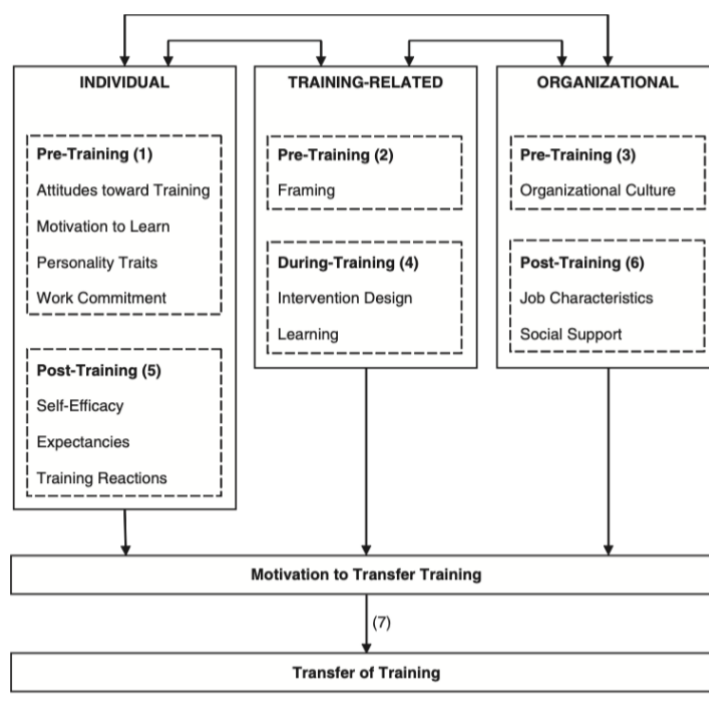 INDIVIDUAL
Pre-Training (1)
Attitudes toward Training
Motivation to Learn
Personality Traits
Work Commitment
Post-Training (5)
Self-Efficacy
Expectancies
Training Reactions
TRAINING-RELATED
Pre-Training (2)
Framing
During-Training (4)
Intervention Design
Learning
ORGANIZATIONAL
Pre-Training (3)
Organizational Culture
Post-Training (6)
Job Characteristics
Social Support
Motivation to Transfer Training
(7)
Transfer of Training